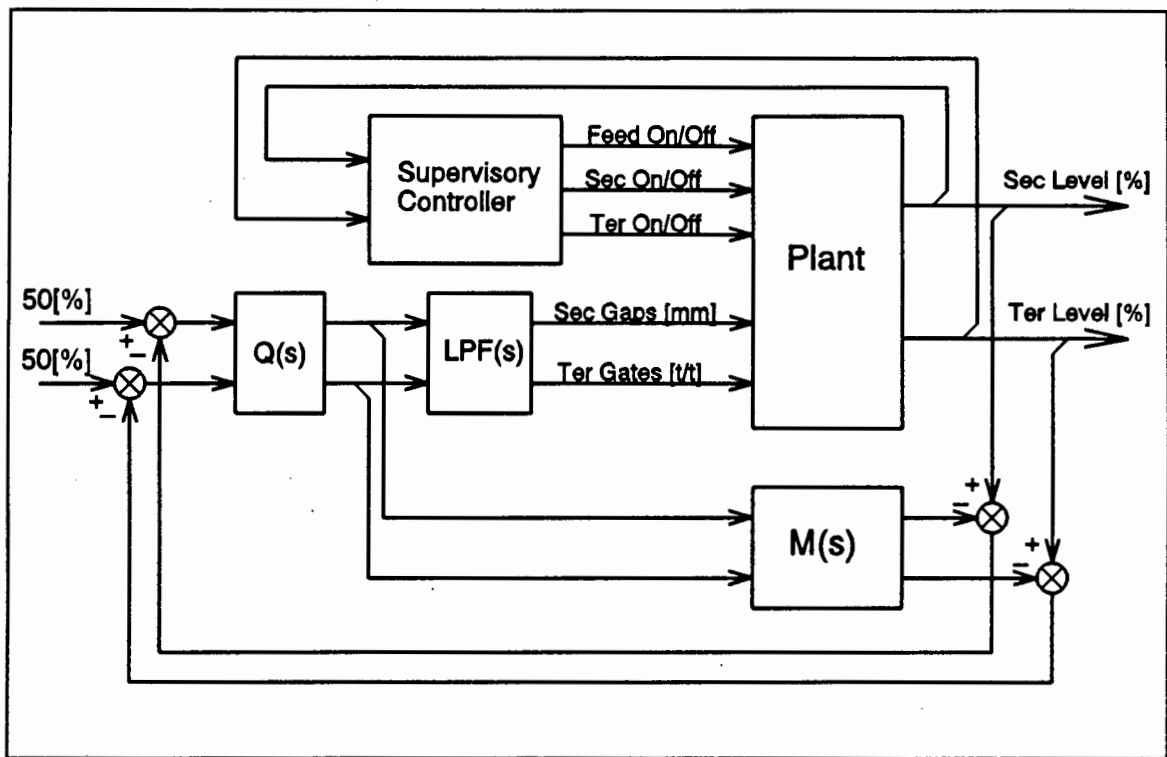 Feed On/Off
Supervisory
Controller
Sec On/Off
Ter On/Off
Plant
Sec Level [%]
Ter Level [%]
50[%]
+
−
50[%]
+
−
Q(s)
LPF(s)
Sec Gaps [mm]
Ter Gates [t/t]
M(s)
+
−
+
−